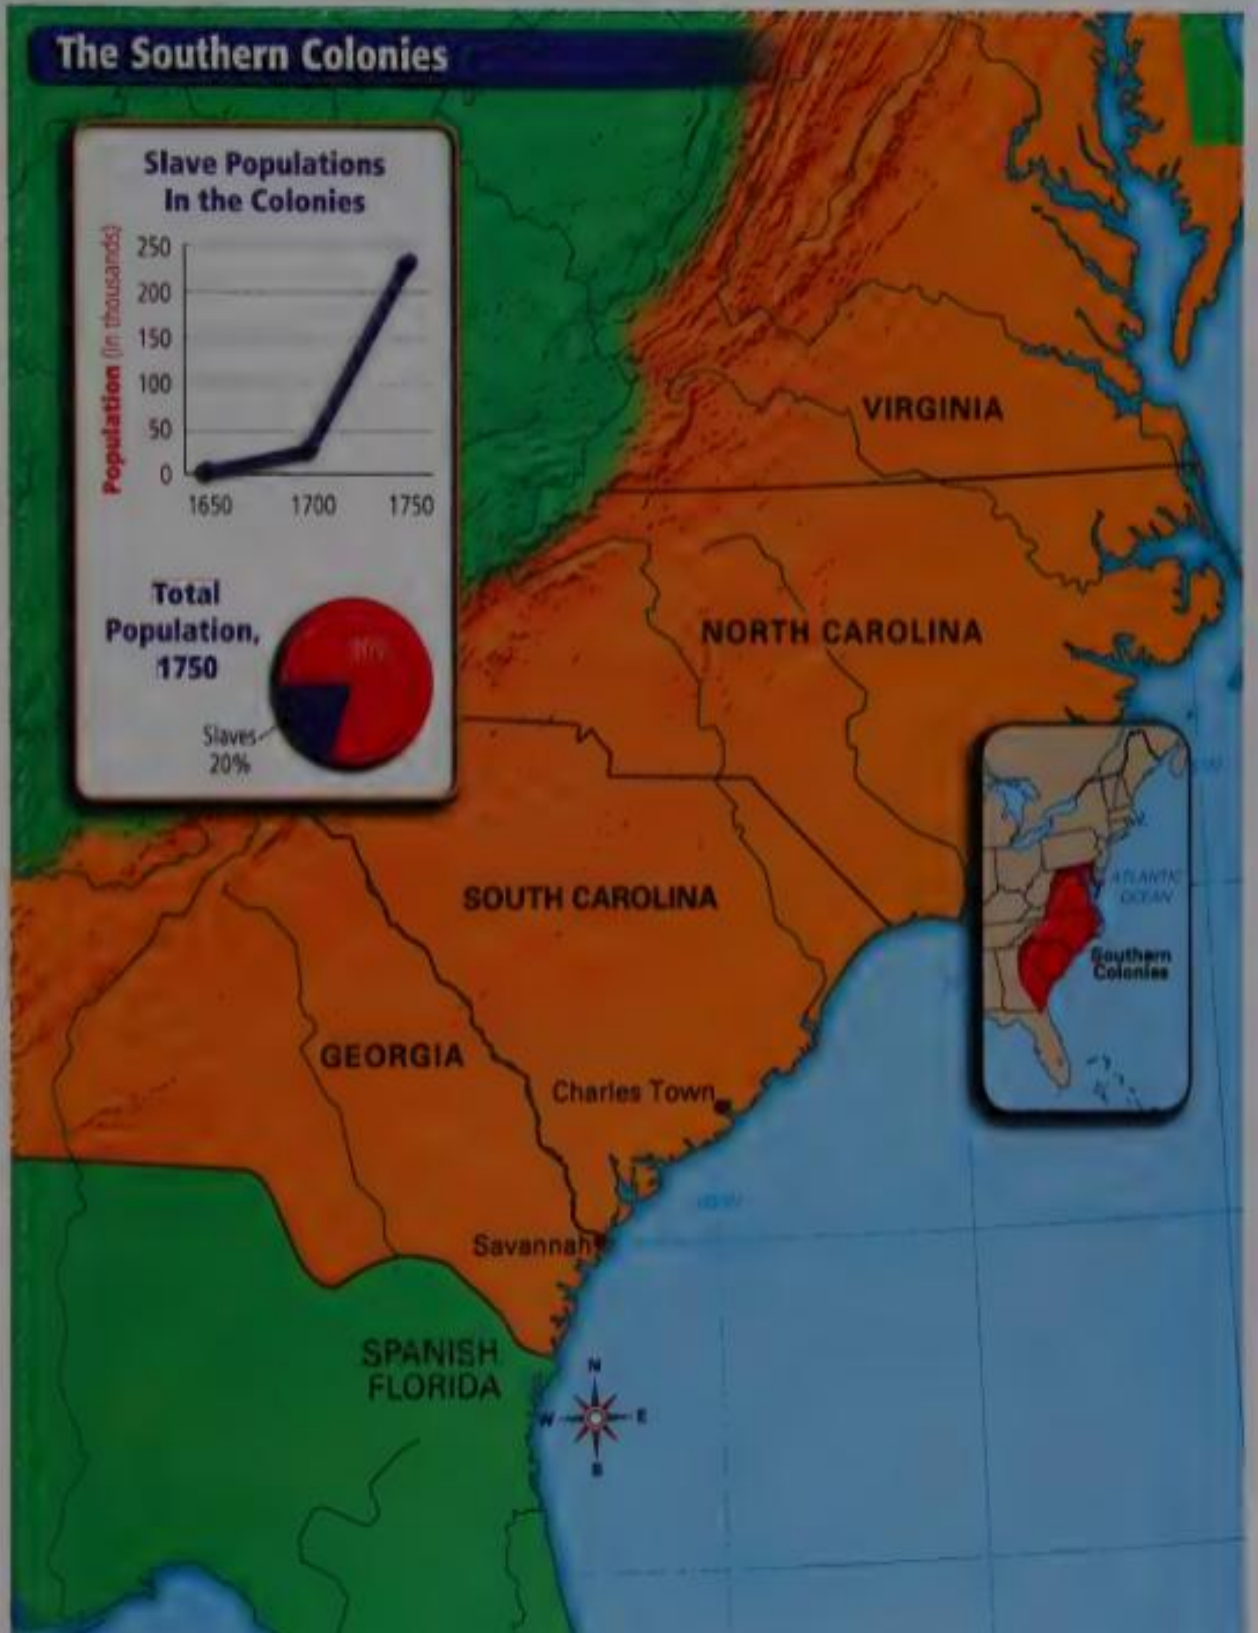 The Southern Colonies
Slave Populations
In the Colonies
Population (in thousands)
250
200
150
100
50
0
1650
1700
1750
Total
Population,
1750
Slaves
20%
VIRGINIA
NORTH CAROLINA
SOUTH CAROLINA
GEORGIA
Charles Town
Savannah
SPANISH
FLORIDA
N
W
E
S
ATLANTIC
OCEAN
Southern
Colonies